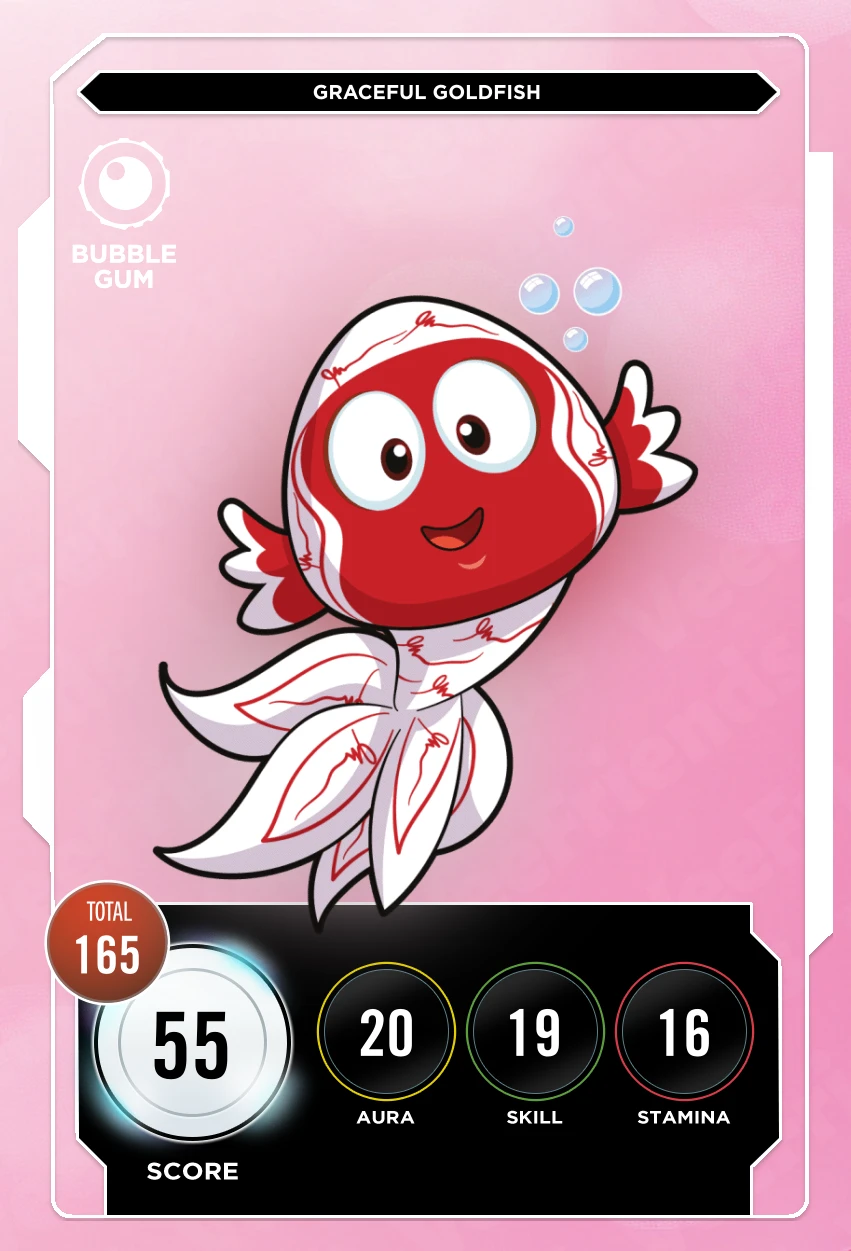 GRACEFUL GOLDFISH
BUBBLE
GUM
TOTAL
165
55
SCORE
20
AURA
19
SKILL
16
STAMINA